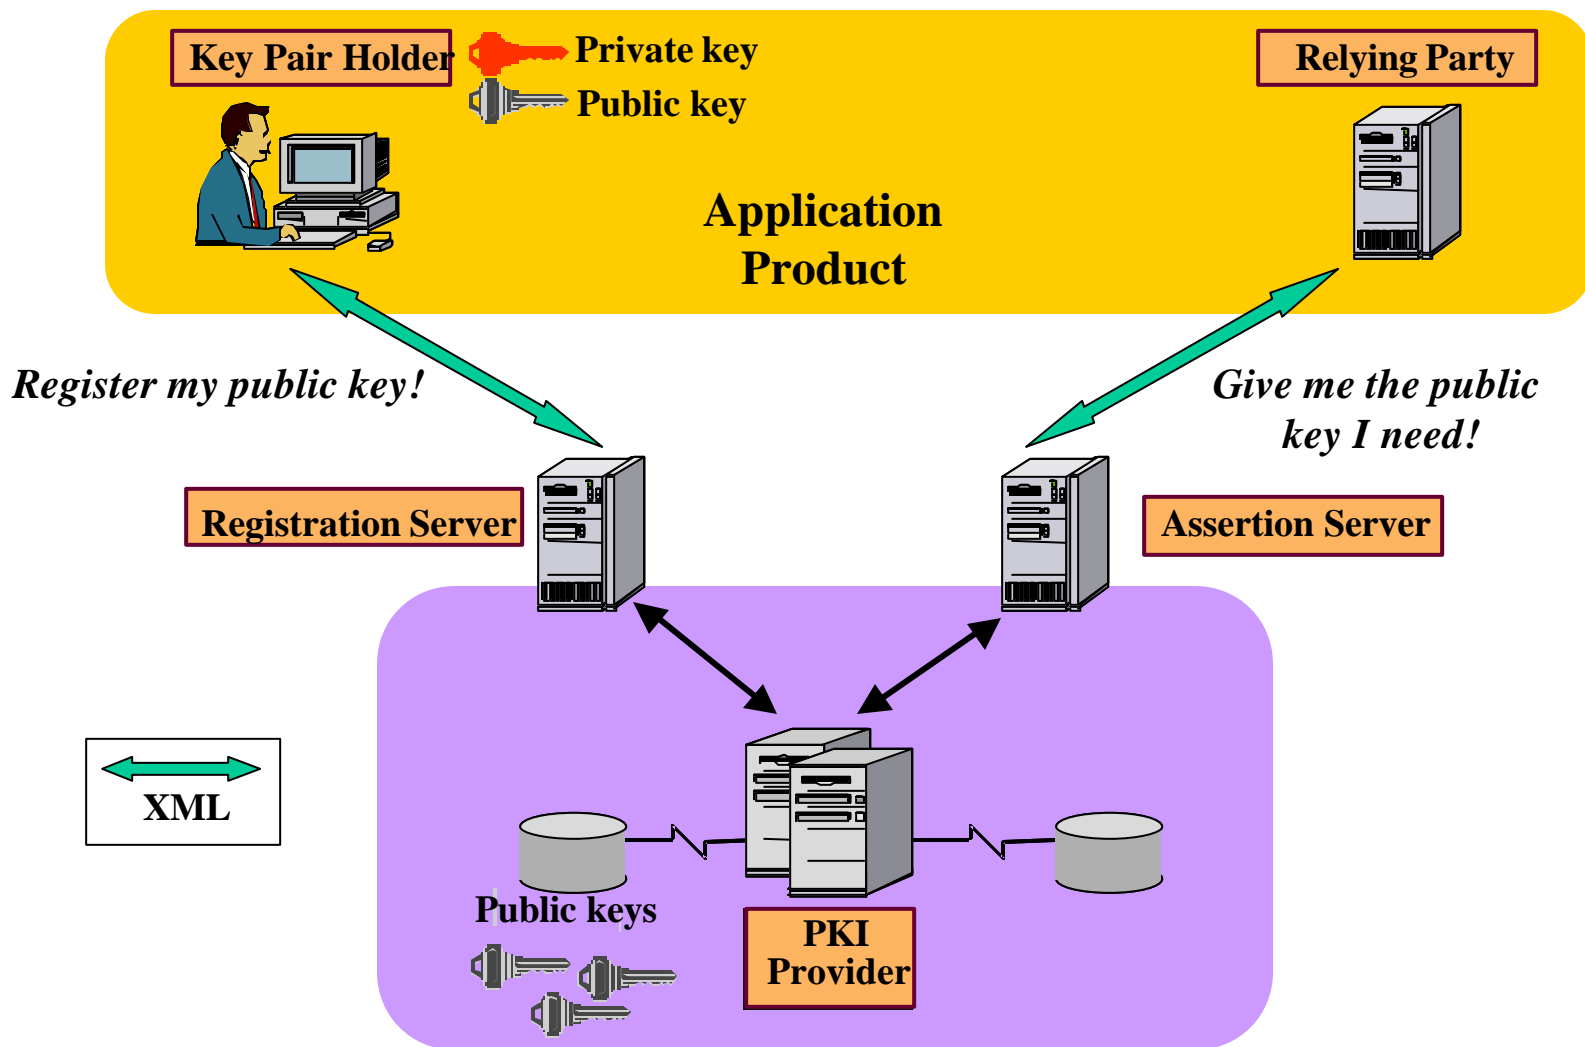 Key Pair Holder
Private key
Public key
Relying Party
Application
Product
Register my public key!
Give me the public
key I need!
Registration Server
Assertion Server
XML
Public keys
PKI
Provider